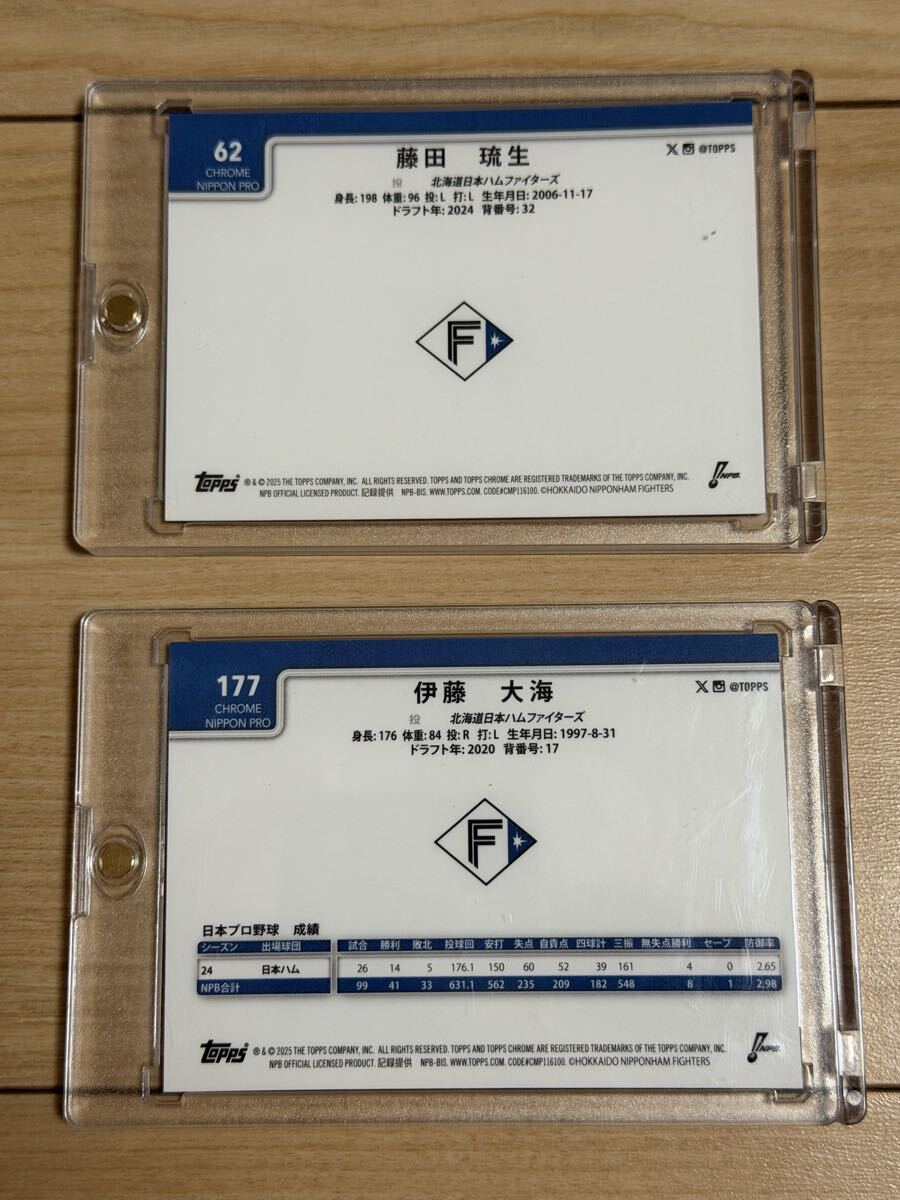 62
CHROME
NIPPON PRO
藤田 琉生
X @TOPPS
投 北海道日本ハムファイターズ
身長: 198 体重: 96 投: L 打: L 生年月日: 2006-11-17
ドラフト年: 2024 背番号: 32
F
Topps ® & © 2025 THE TOPPS COMPANY, INC. ALL RIGHTS RESERVED. TOPPS AND TOPPS CHROME ARE REGISTERED TRADEMARKS OF THE TOPPS COMPANY, INC.
NPB OFFICIAL LICENSED PRODUCT. 記録提供 NPB-BIS. WWW.TOPPS.COM. CODE#CMP116100. ©HOKKAIDO NIPPONHAM FIGHTERS
NPB
177
CHROME
NIPPON PRO
伊藤 大海
X @TOPPS
投 北海道日本ハムファイターズ
身長: 176 体重: 84 投: R 打: L 生年月日: 1997-8-31
ドラフト年: 2020 背番号: 17
F
日本プロ野球 成績
シーズン 出場球団 試合 勝利 敗北 投球回 安打 失点 自責点 四球計 三振 無失点勝利 セーブ 防御率
24 日本ハム 26 14 5 176.1 150 60 52 39 161 4 0 2.65
NPB合計 99 41 33 631.1 562 235 209 182 548 8 1 2.98
Topps ® & © 2025 THE TOPPS COMPANY, INC. ALL RIGHTS RESERVED. TOPPS AND TOPPS CHROME ARE REGISTERED TRADEMARKS OF THE TOPPS COMPANY, INC.
NPB OFFICIAL LICENSED PRODUCT. 記録提供 NPB-BIS. WWW.TOPPS.COM. CODE#CMP116100. ©HOKKAIDO NIPPONHAM FIGHTERS
NPB